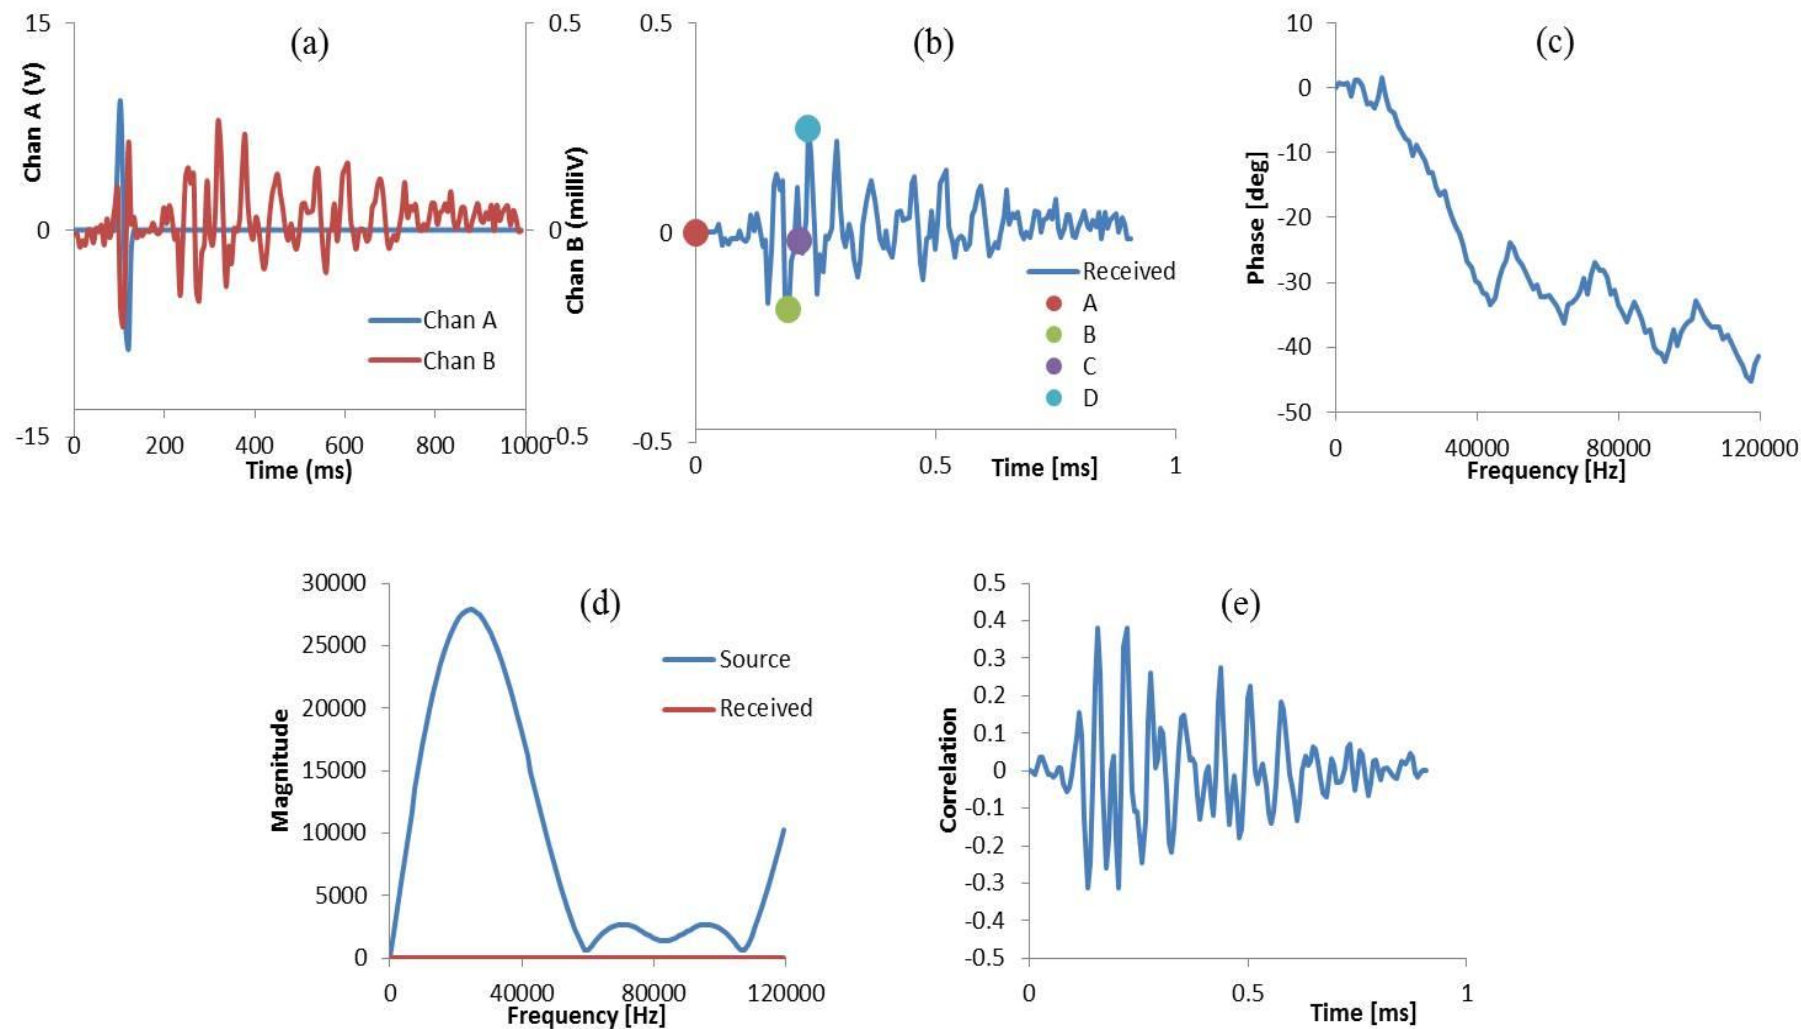 (a)
15
0
-15
Chan A (V)
0.5
0
-0.5
Chan B (milliV)
Chan A
Chan B
0 200 400 600 800 1000
Time (ms)
(b)
0.5
0
-0.5
Received
A
B
C
D
0 0.5 1
Time [ms]
(c)
10
0
-10
-20
-30
-40
-50
Phase [deg]
0 40000 80000 120000
Frequency [Hz]
(d)
30000
25000
20000
15000
10000
5000
0
Magnitude
Source
Received
0 40000 80000 120000
Frequency [Hz]
(e)
0.5
0.4
0.3
0.2
0.1
0
-0.1
-0.2
-0.3
-0.4
-0.5
Correlation
0 0.5 1
Time [ms]